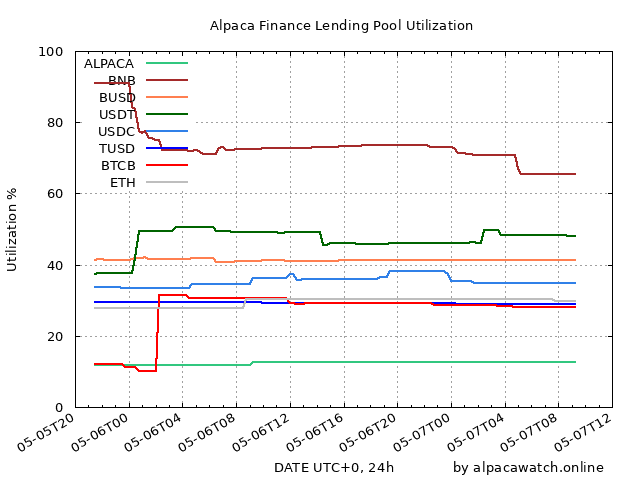 Alpaca Finance Lending Pool Utilization
100
80
60
40
20
0
Utilization %
ALPACA
BNB
BUSD
USDT
USDC
TUSD
BTCB
ETH
05-05T20
05-06T00
05-06T04
05-06T08
05-06T12
05-06T16
05-06T20
05-07T00
05-07T04
05-07T08
05-07T12
DATE UTC+0, 24h
by alpacawatch.online